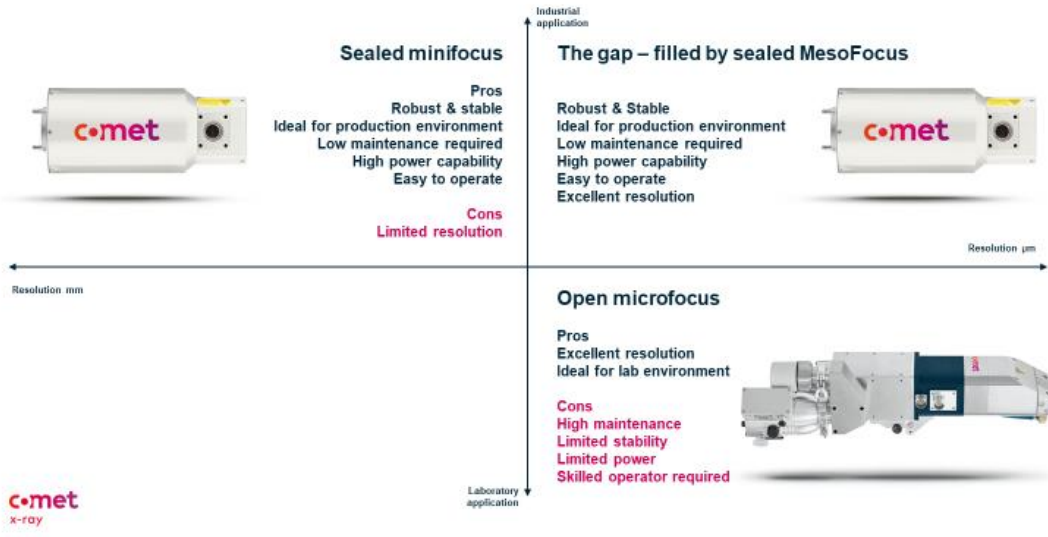 Industrial
application
Sealed minifocus
Pros
Robust & stable
Ideal for production environment
Low maintenance required
High power capability
Easy to operate
Cons
Limited resolution
comet
The gap – filled by sealed MesoFocus
Robust & Stable
Ideal for production environment
Low maintenance required
High power capability
Easy to operate
Excellent resolution
comet
Resolution µm
Resolution mm
Open microfocus
Pros
Excellent resolution
Ideal for lab environment
Cons
High maintenance
Limited stability
Limited power
Skilled operator required
Laboratory
application
comet
x-ray